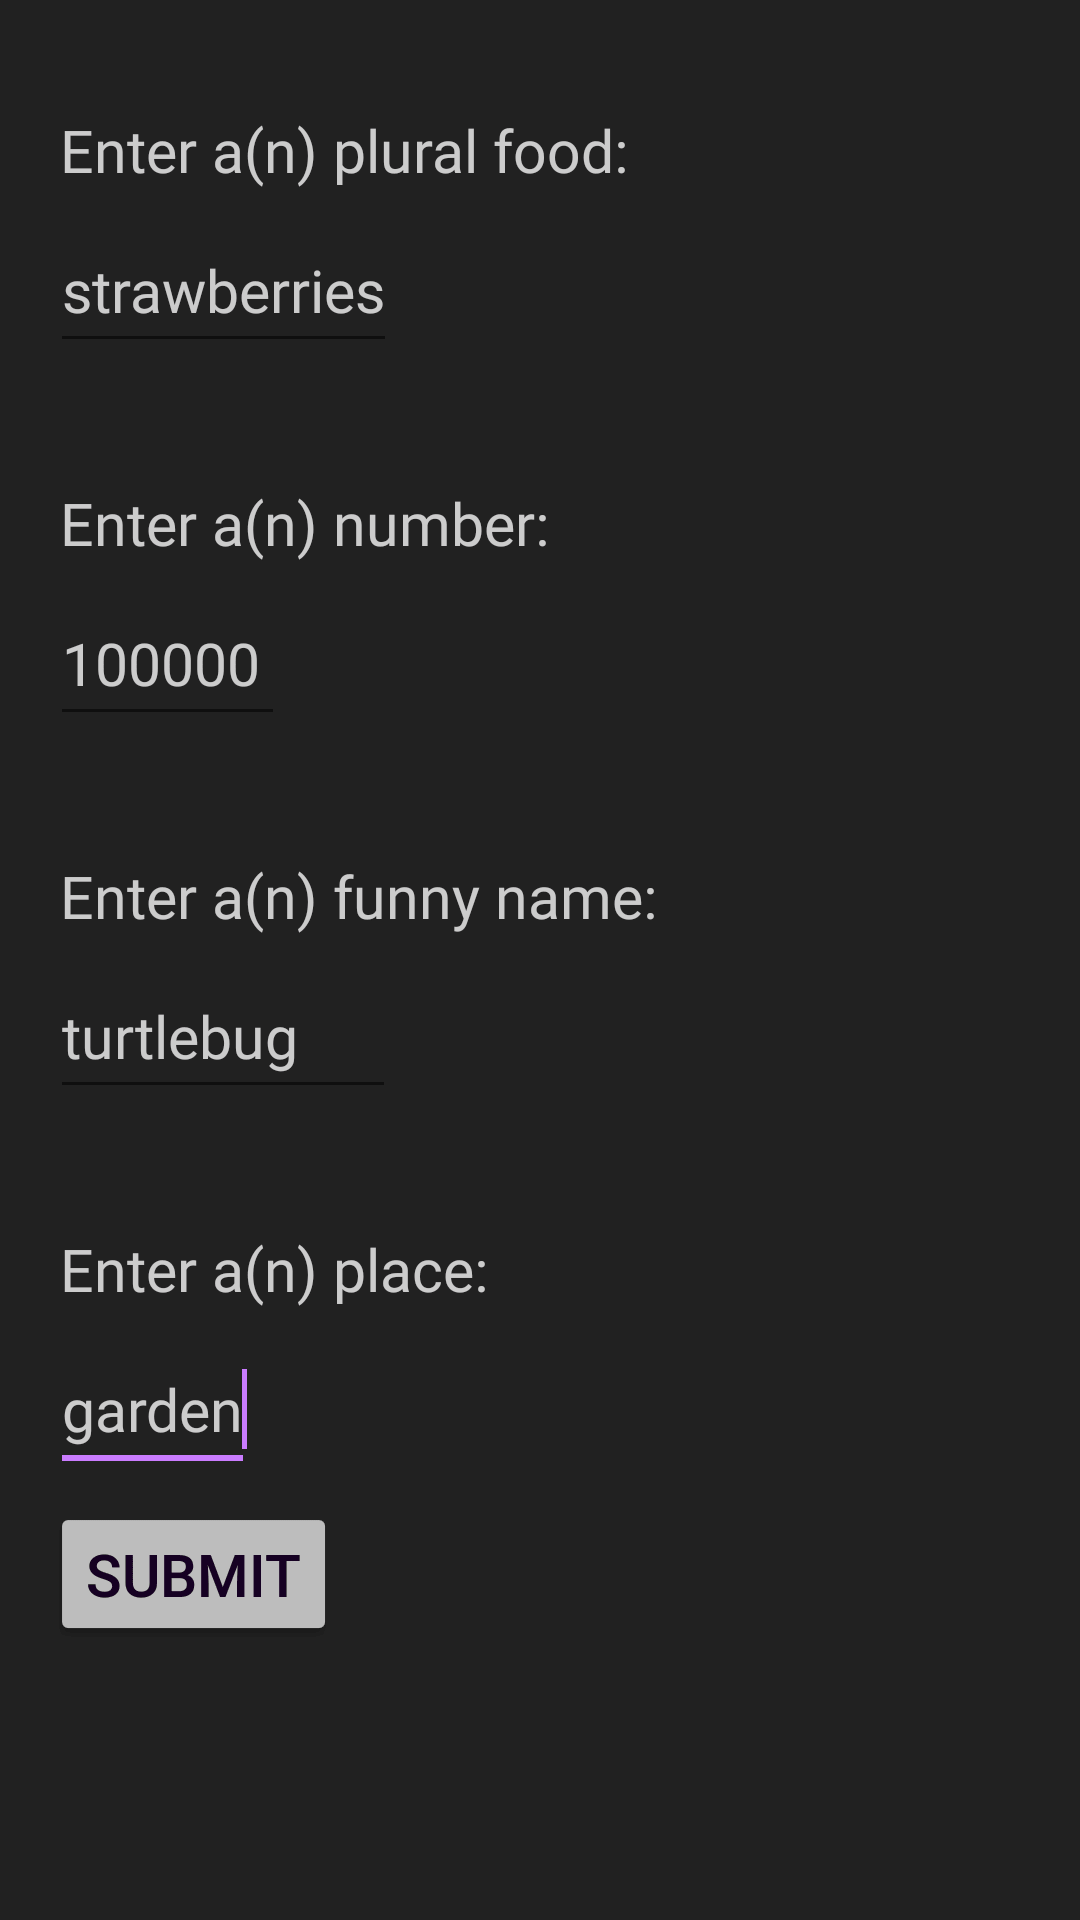 Enter a(n) plural food:
strawberries
Enter a(n) number:
100000
Enter a(n) funny name:
turtlebug
Enter a(n) place:
garden
SUBMIT